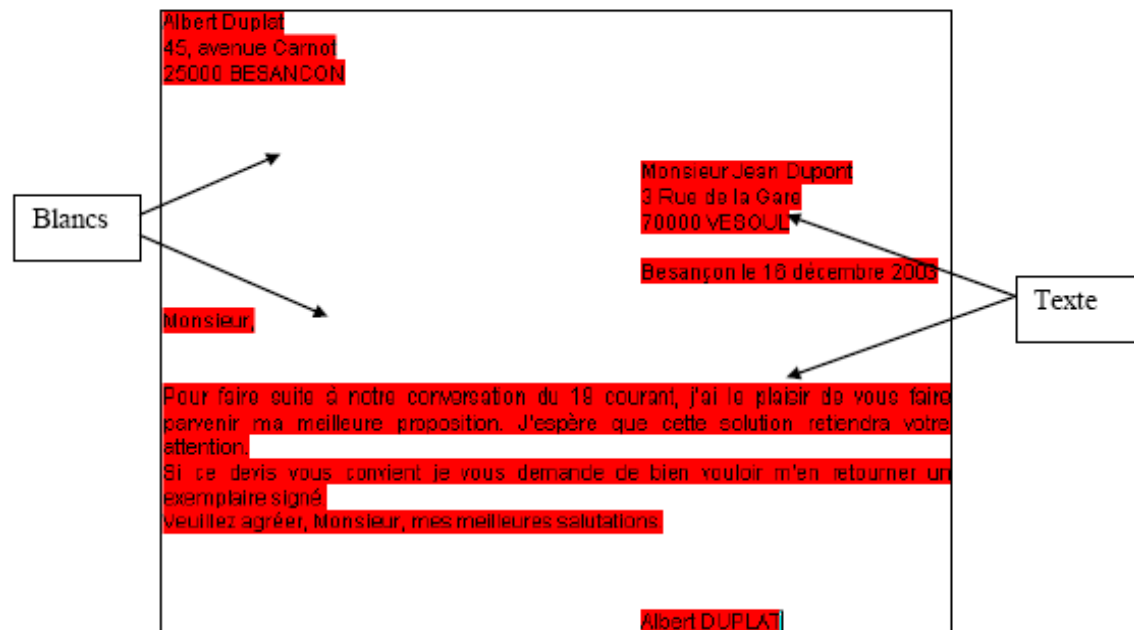 Albert Duplat
45, avenue Carnot
25000 BESANCON
Monsieur Jean Dupont
3 Rue de la Gare
70000 VESOUL
Blancs
Besançon le 16 décembre 2003
Texte
Monsieur,
Pour faire suite à notre conversation du 19 courant, j'ai le plaisir de vous faire
parvenir ma meilleure proposition. J'espère que cette solution retiendra votre
attention.
Si ce devis vous convient je vous demande de bien vouloir m'en retourner un
exemplaire signé.
Veuillez agréer, Monsieur, mes meilleures salutations.
Albert DUPLAT